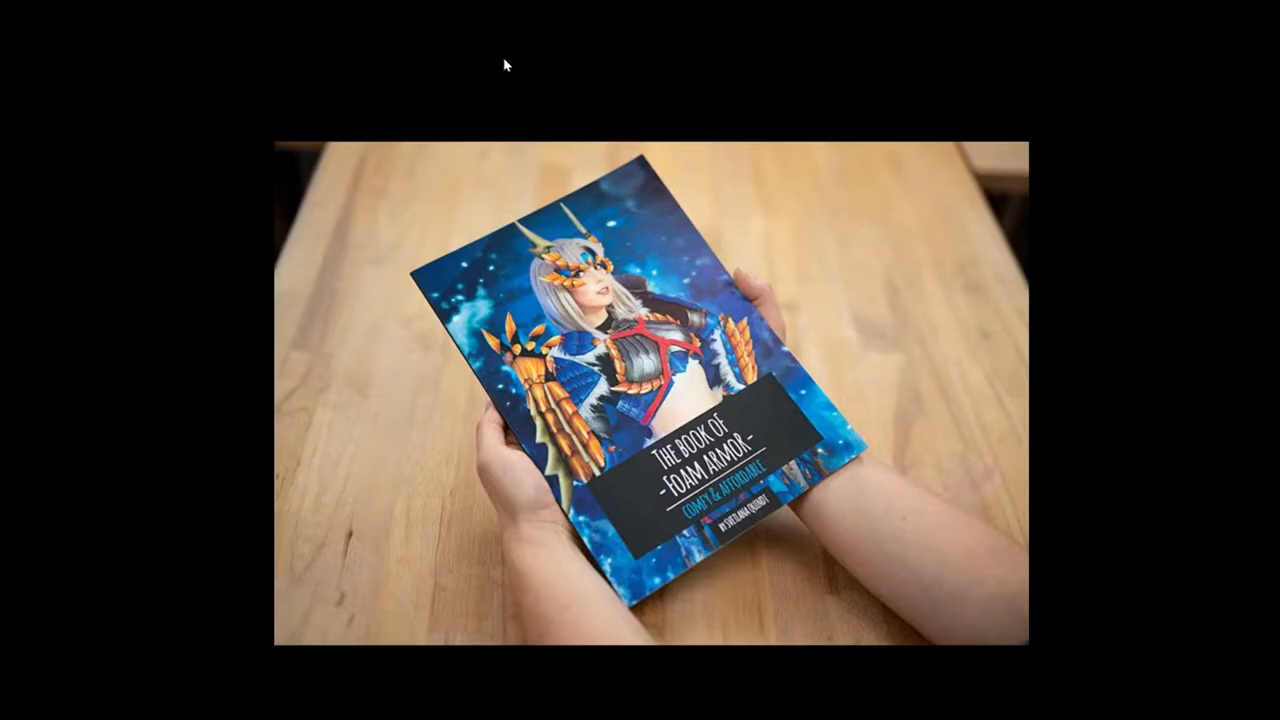 THE BOOK OF
-FOAM ARMOR-
COMFY & AFFORDABLE
BY SVETLANA QUINDT